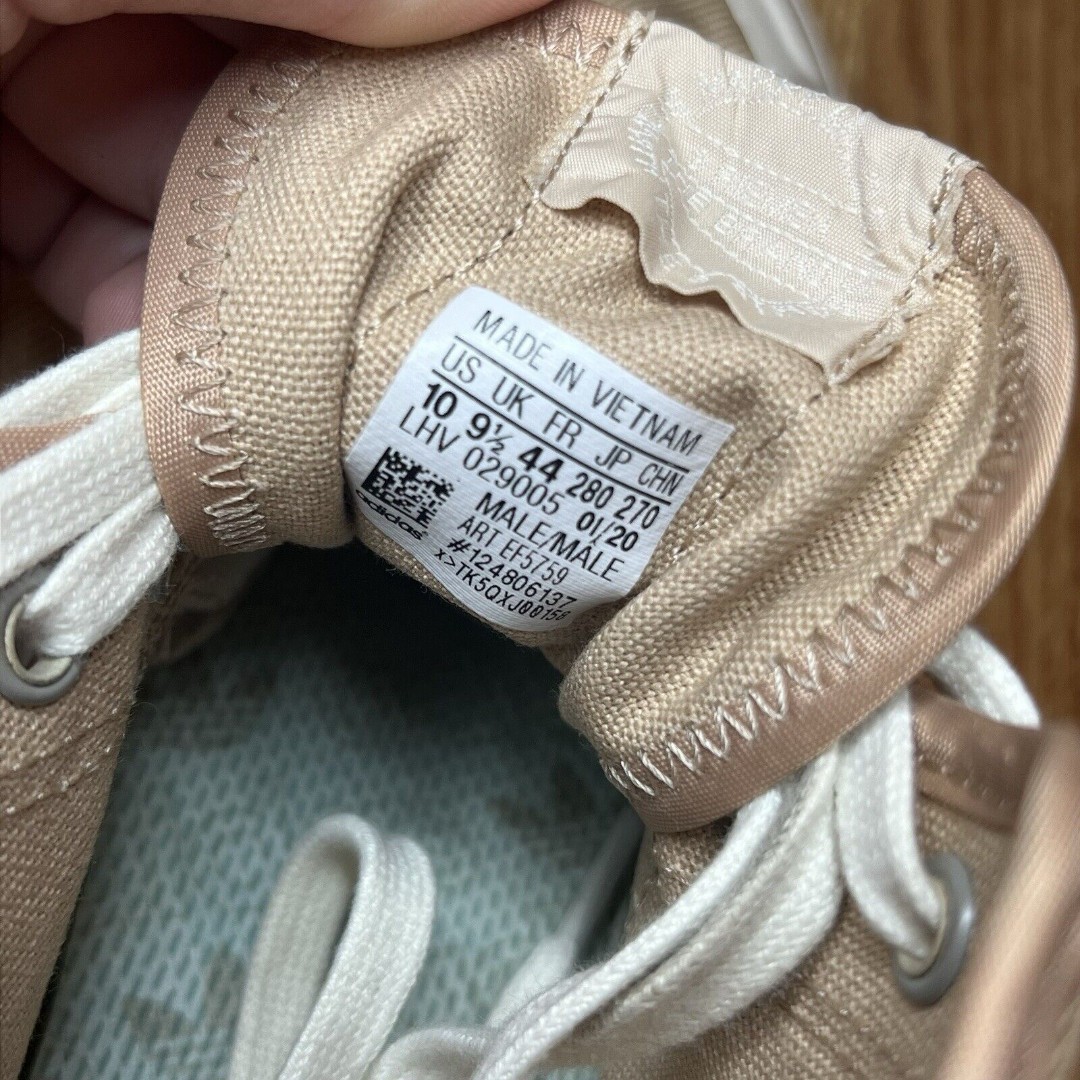 MADE IN VIETNAM
US UK FR JP CHN
10 9½ 44 280 270
LHV 029005 01/20
MALE/MALE
ART EF5759
#124806137
x>TK5QXJ00158
adidas